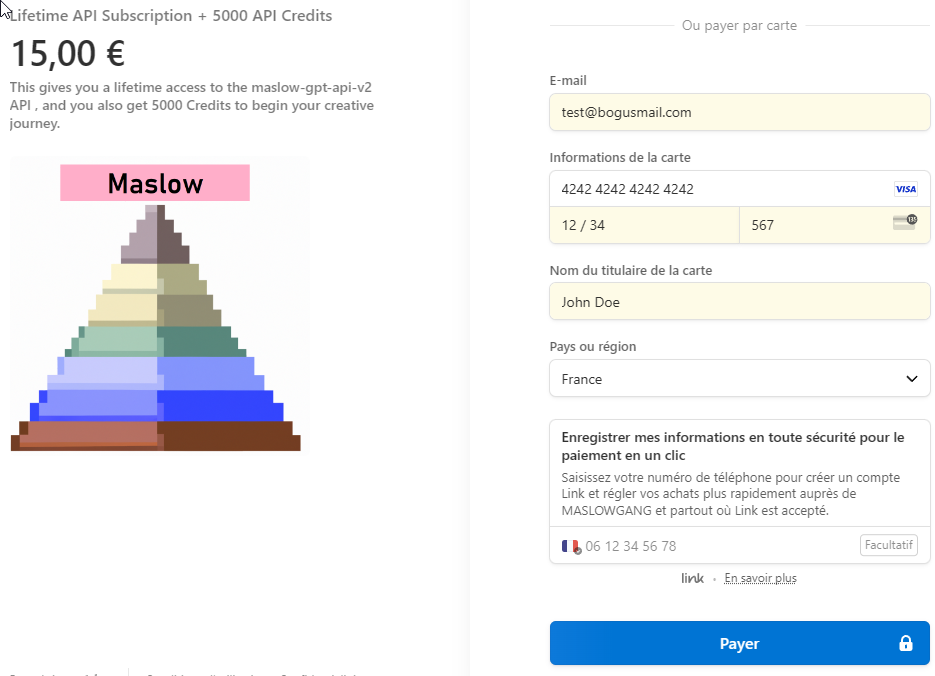 Lifetime API Subscription + 5000 API Credits
15,00 €
This gives you a lifetime access to the maslow-gpt-api-v2
API , and you also get 5000 Credits to begin your creative
journey.
Maslow
Ou payer par carte
E-mail
test@bogusmail.com
Informations de la carte
4242 4242 4242 4242 VISA
12 / 34 567 135
Nom du titulaire de la carte
John Doe
Pays ou région
France
Enregistrer mes informations en toute sécurité pour le
paiement en un clic
Saisissez votre numéro de téléphone pour créer un compte
Link et régler vos achats plus rapidement auprès de
MASLOWGANG et partout où Link est accepté.
06 12 34 56 78 Facultatif
link · En savoir plus
Payer